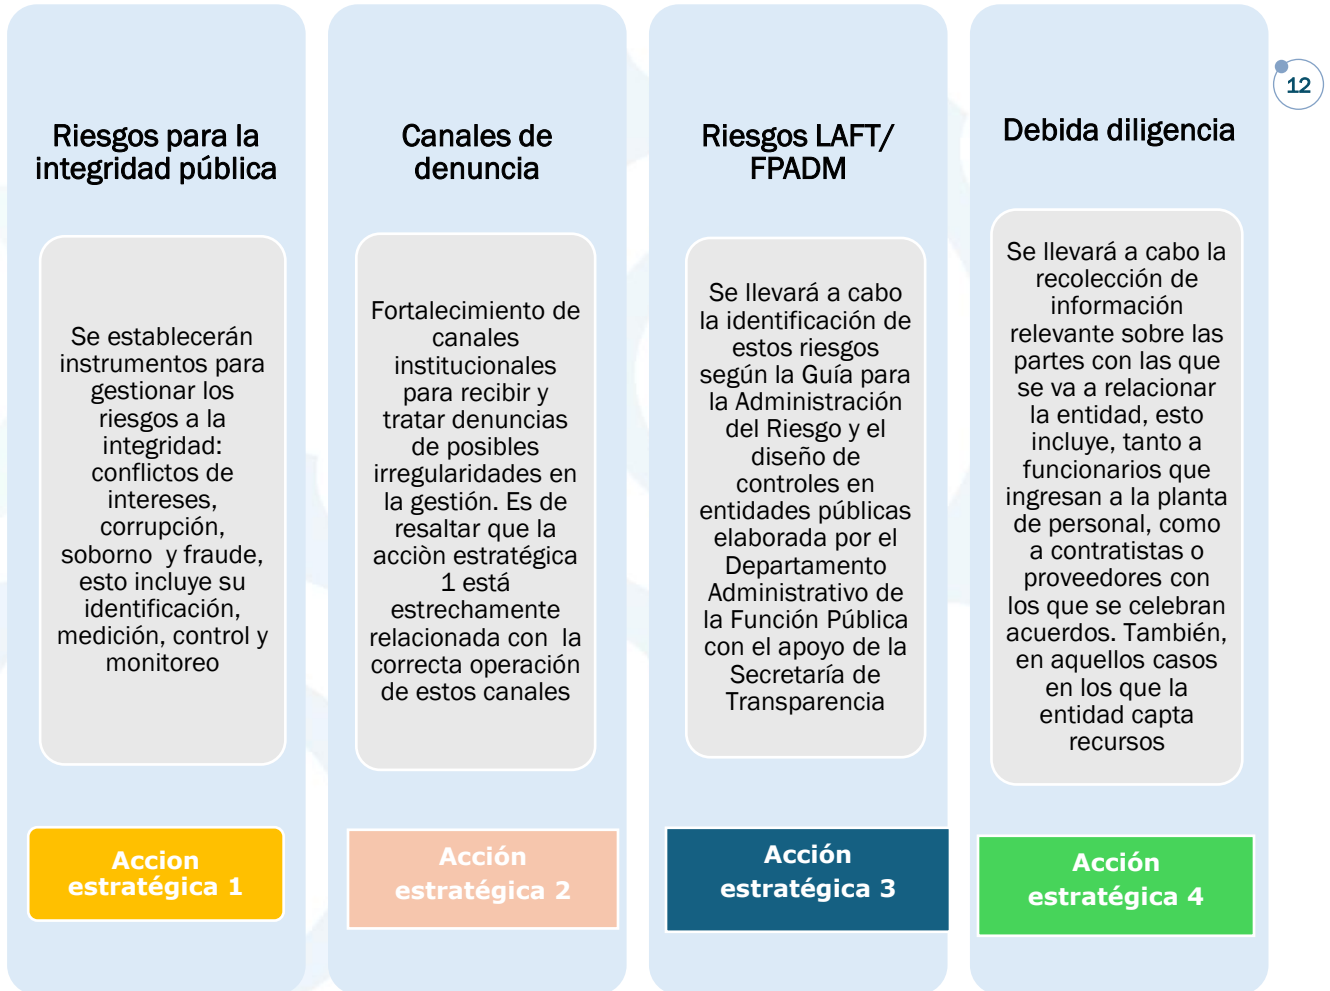 12
Riesgos para la
integridad pública
Se establecerán
instrumentos para
gestionar los
riesgos a la
integridad:
conflictos de
intereses,
corrupción,
soborno  y fraude,
esto incluye su
identificación,
medición, control y
monitoreo
Accion
estratégica 1
Canales de
denuncia
Fortalecimiento de
canales
institucionales
para recibir y
tratar denuncias
de posibles
irregularidades en
la gestión. Es de
resaltar que la
acciòn estratégica
1 está
estrechamente
relacionada con  la
correcta operación
de estos canales
Acción
estratégica 2
Riesgos LAFT/
FPADM
Se llevará a cabo
la identificación de
estos riesgos
según la Guía para
la Administración
del Riesgo y el
diseño de
controles en
entidades públicas
elaborada por el
Departamento
Administrativo de
la Función Pública
con el apoyo de la
Secretaría de
Transparencia
Acción
estratégica 3
Debida diligencia
Se llevará a cabo la
recolección de
información
relevante sobre las
partes con las que
se va a relacionar
la entidad, esto
incluye, tanto a
funcionarios que
ingresan a la planta
de personal, como
a contratistas o
proveedores con
los que se celebran
acuerdos. También,
en aquellos casos
en los que la
entidad capta
recursos
Acción
estratégica 4